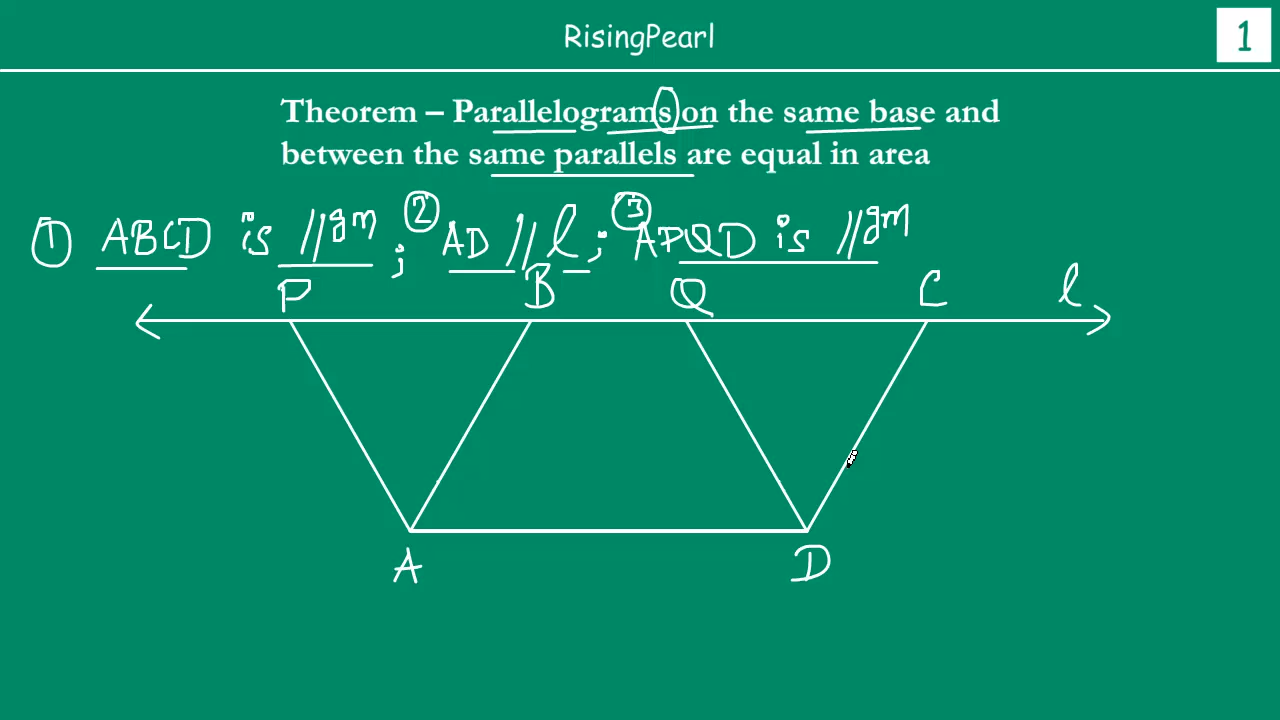 RisingPearl
1
Theorem – Parallelograms on the same base and
between the same parallels are equal in area
① ABCD is //gm ; ② AD // l ; ③ APQD is //gm
P B Q C l
A D